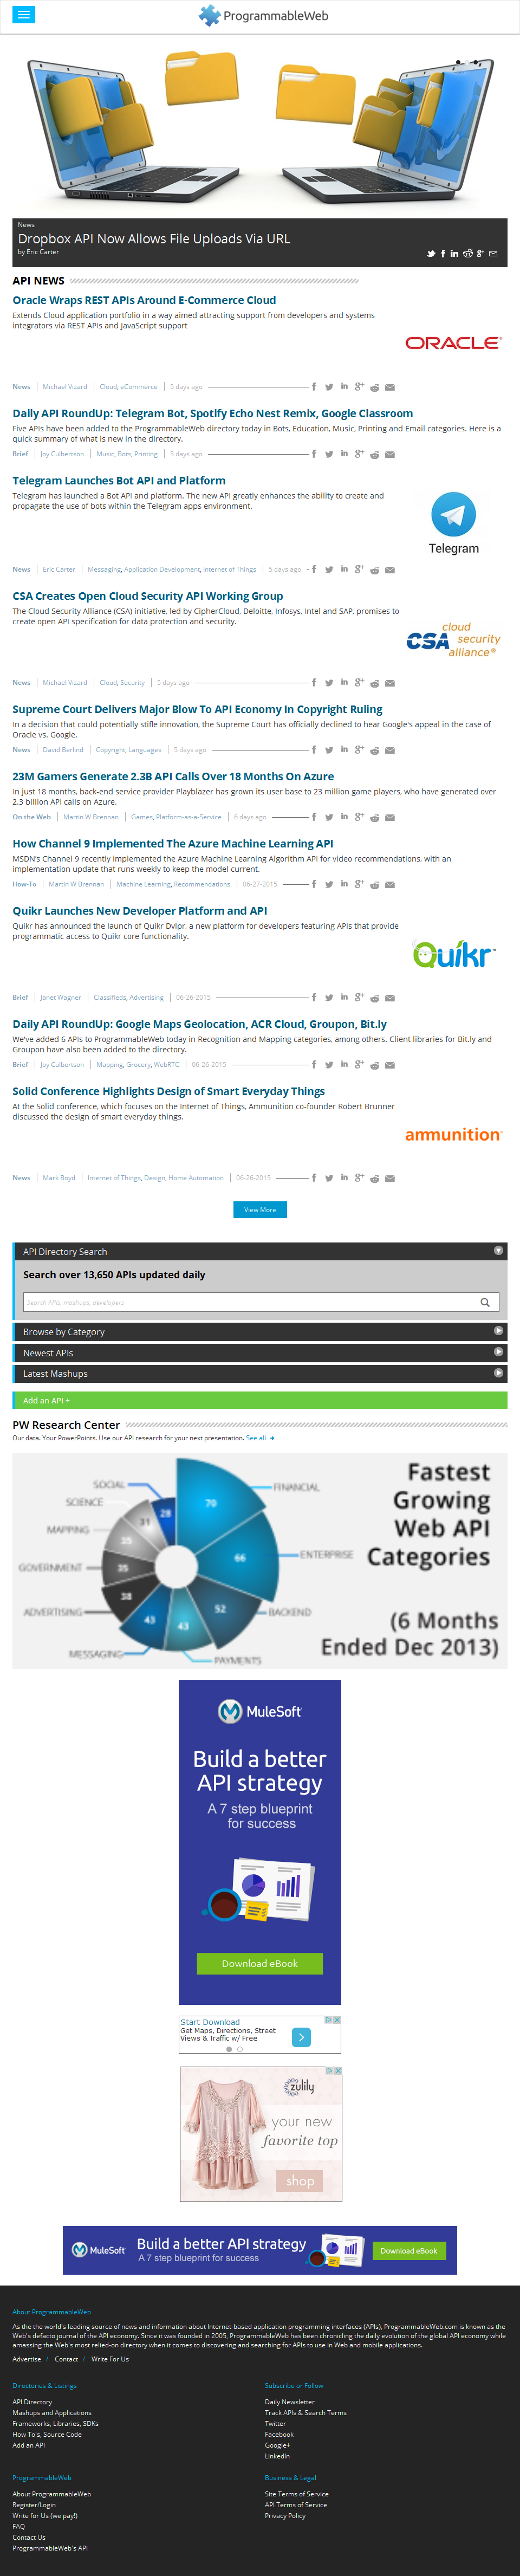 ProgrammableWeb
News
Dropbox API Now Allows File Uploads Via URL
by Eric Carter
API NEWS
Oracle Wraps REST APIs Around E-Commerce Cloud
Extends Cloud application portfolio in a way aimed attracting support from developers and systems
integrators via REST APIs and JavaScript support
ORACLE
News Michael Vizard Cloud, eCommerce 5 days ago
Daily API RoundUp: Telegram Bot, Spotify Echo Nest Remix, Google Classroom
Five APIs have been added to the ProgrammableWeb directory today in Bots, Education, Music, Printing and Email categories. Here is a
quick summary of what is new in the directory.
Brief Joy Culbertson Music, Bots, Printing 5 days ago
Telegram Launches Bot API and Platform
Telegram has launched a Bot API and platform. The new API greatly enhances the ability to create and
propagate the use of bots within the Telegram apps environment.
Telegram
News Eric Carter Messaging, Application Development, Internet of Things 5 days ago
CSA Creates Open Cloud Security API Working Group
The Cloud Security Alliance (CSA) initiative, led by CipherCloud, Deloitte, Infosys, Intel and SAP, promises to
create open API specification for data protection and security.
CSA cloud security alliance®
News Michael Vizard Cloud, Security 5 days ago
Supreme Court Delivers Major Blow To API Economy In Copyright Ruling
In a decision that could potentially stifle innovation, the Supreme Court has officially declined to hear Google's appeal in the case of
Oracle vs. Google.
News David Berlind Copyright, Languages 5 days ago
23M Gamers Generate 2.3B API Calls Over 18 Months On Azure
In just 18 months, back-end service provider Playblazer has grown its user base to 23 million game players, who have generated over
2.3 billion API calls on Azure.
On the Web Martin W Brennan Games, Platform-as-a-Service 6 days ago
How Channel 9 Implemented The Azure Machine Learning API
MSDN's Channel 9 recently implemented the Azure Machine Learning Algorithm API for video recommendations, with an
implementation update that runs weekly to keep the model current.
How-To Martin W Brennan Machine Learning, Recommendations 06-27-2015
Quikr Launches New Developer Platform and API
Quikr has announced the launch of Quikr Dvlpr, a new platform for developers featuring APIs that provide
programmatic access to Quikr core functionality.
Quikr™
Brief Janet Wagner Classifieds, Advertising 06-26-2015
Daily API RoundUp: Google Maps Geolocation, ACR Cloud, Groupon, Bit.ly
We've added 6 APIs to ProgrammableWeb today in Recognition and Mapping categories, among others. Client libraries for Bit.ly and
Groupon have also been added to the directory.
Brief Joy Culbertson Mapping, Grocery, WebRTC 06-26-2015
Solid Conference Highlights Design of Smart Everyday Things
At the Solid conference, which focuses on the Internet of Things, Ammunition co-founder Robert Brunner
discussed the design of smart everyday things.
ammunition
News Mark Boyd Internet of Things, Design, Home Automation 06-26-2015
View More
API Directory Search
Search over 13,650 APIs updated daily
Search APIs, mashups, developers
Browse by Category
Newest APIs
Latest Mashups
Add an API +
PW Research Center
Our data. Your PowerPoints. Use our API research for your next presentation. See all
Fastest
Growing
Web API
Categories
(6 Months
Ended Dec 2013)
FINANCIAL
70
ENTERPRISE
66
BACKEND
52
PAYMENTS
43
MESSAGING
43
ADVERTISING
38
GOVERNMENT
35
MAPPING
35
SCIENCE
31
SOCIAL
28
MuleSoft
Build a better
API strategy
A 7 step blueprint
for success
Download eBook
Start Download
Get Maps, Directions, Street
Views & Traffic w/ Free
zulily
your new
favorite top
shop
MuleSoft
Build a better API strategy
A 7 step blueprint for success
Download eBook
About ProgrammableWeb
As the the world's leading source of news and information about Internet-based application programming interfaces (APIs), ProgrammableWeb.com is known as the
Web's defacto journal of the API economy. Since it was founded in 2005, ProgrammableWeb has been chronicling the daily evolution of the global API economy while
amassing the Web's most relied-on directory when it comes to discovering and searching for APIs to use in Web and mobile applications.
Advertise / Contact / Write For Us
Directories & Listings
API Directory
Mashups and Applications
Frameworks, Libraries, SDKs
How To's, Source Code
Add an API
Subscribe or Follow
Daily Newsletter
Track APIs & Search Terms
Twitter
Facebook
Google+
LinkedIn
ProgrammableWeb
About ProgrammableWeb
Register/Login
Write for Us (we pay!)
FAQ
Contact Us
ProgrammableWeb's API
Business & Legal
Site Terms of Service
API Terms of Service
Privacy Policy